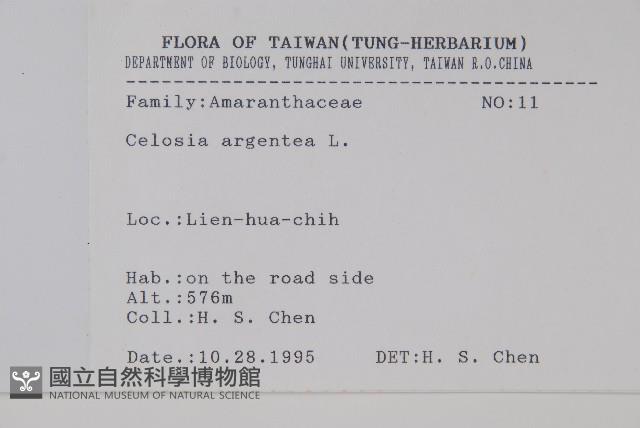 FLORA OF TAIWAN(TUNG-HERBARIUM)
DEPARTMENT OF BIOLOGY, TUNGHAI UNIVERSITY, TAIWAN R.O.CHINA
----------------------------------------
Family:Amaranthaceae NO:11
Celosia argentea L.
Loc.:Lien-hua-chih
Hab.:on the road side
Alt.:576m
Coll.:H. S. Chen
Date.:10.28.1995 DET:H. S. Chen
國立自然科學博物館
NATIONAL MUSEUM OF NATURAL SCIENCE